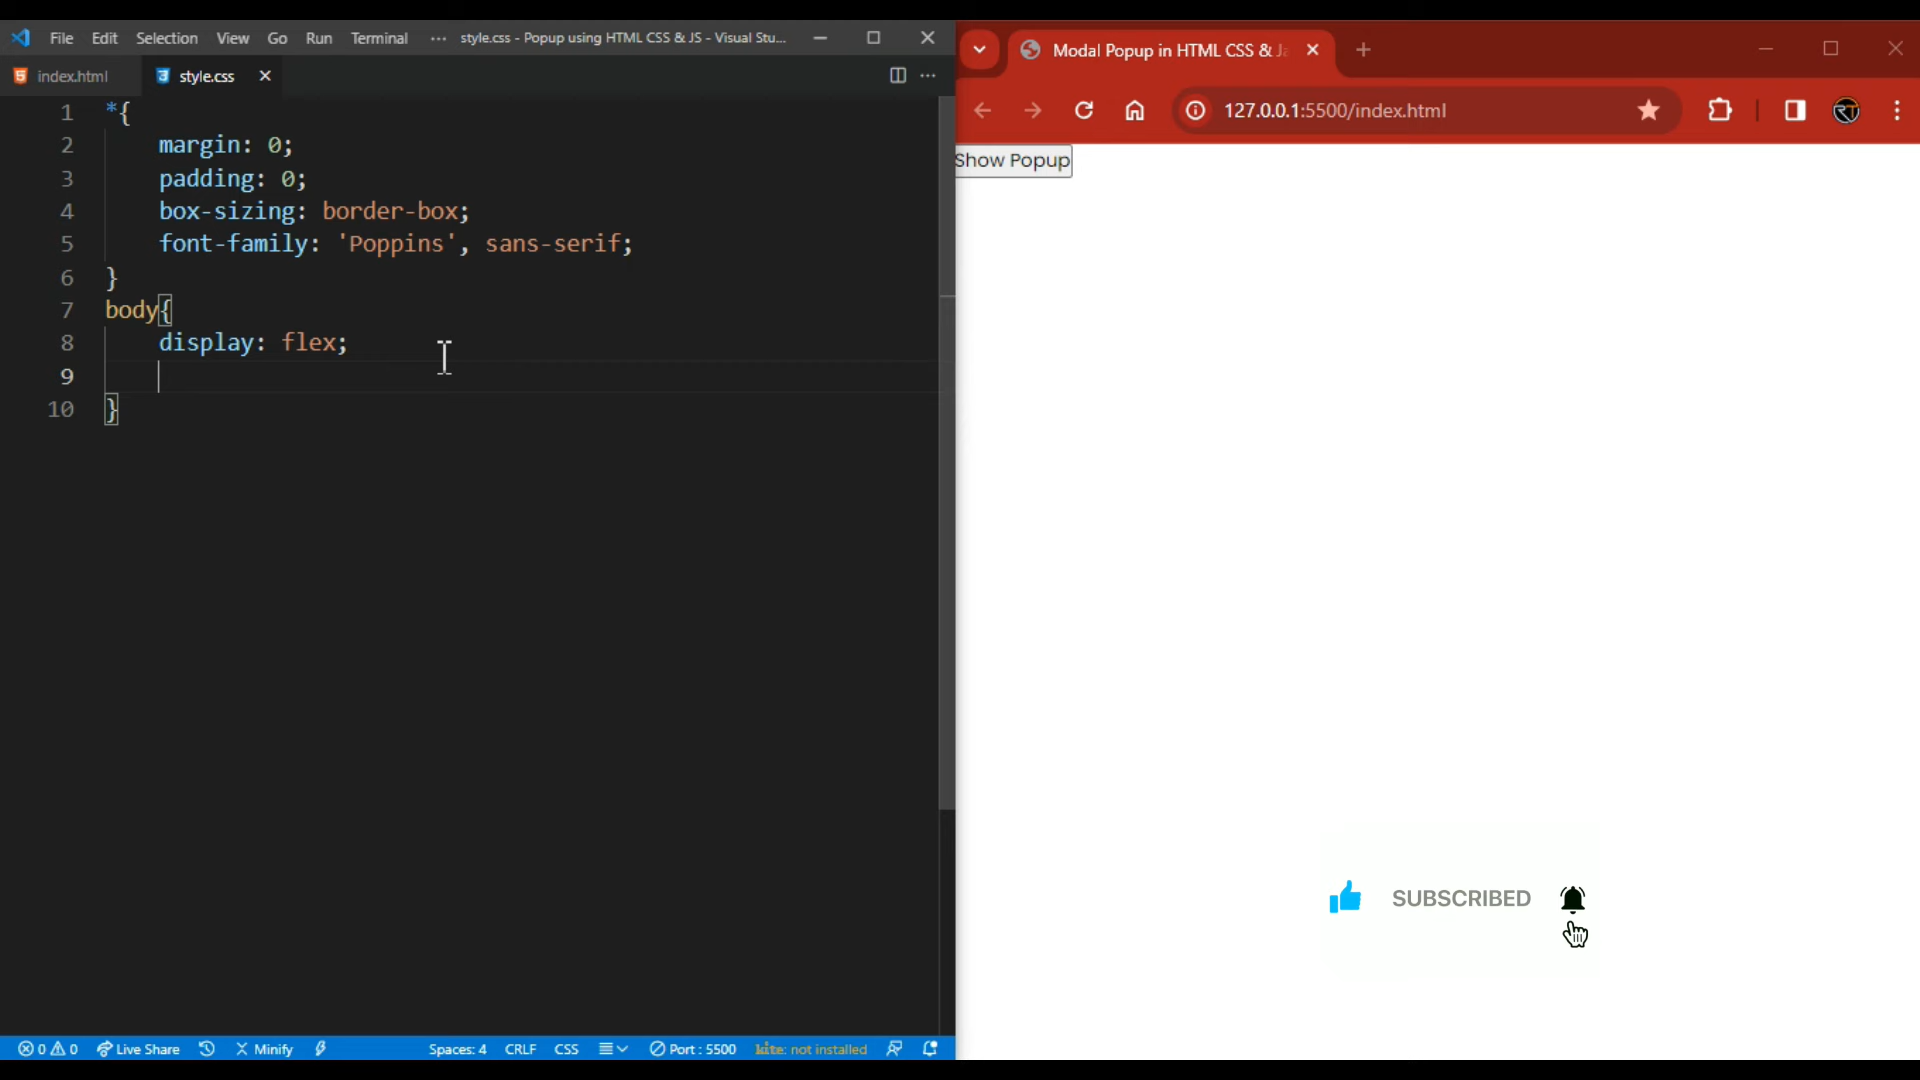 File Edit Selection View Go Run Terminal ··· style.css - Popup using HTML CSS & JS - Visual Stu...
index.html style.css
1 *{
2 margin: 0;
3 padding: 0;
4 box-sizing: border-box;
5 font-family: 'Poppins', sans-serif;
6 }
7 body{
8 display: flex;
9
10 }
0 0 Live Share Minify Spaces: 4 CRLF CSS Port : 5500 kite: not installed
Modal Popup in HTML CSS & Ja
127.0.0.1:5500/index.html RT
Show Popup
SUBSCRIBED